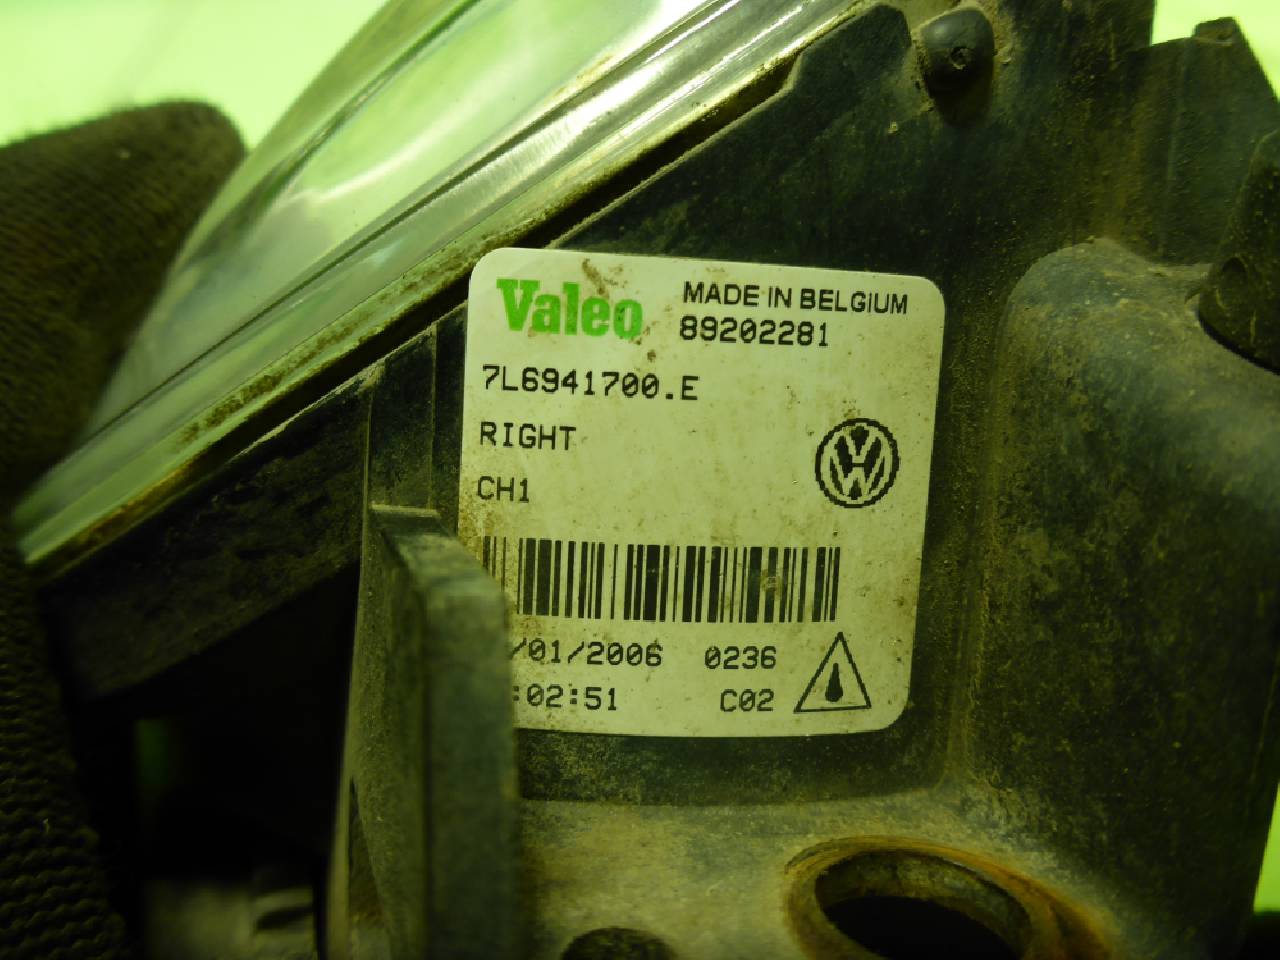 Valeo MADE IN BELGIUM
89202281
7L6941700.E
RIGHT
CH1
/01/2006 0236
:02:51 C02